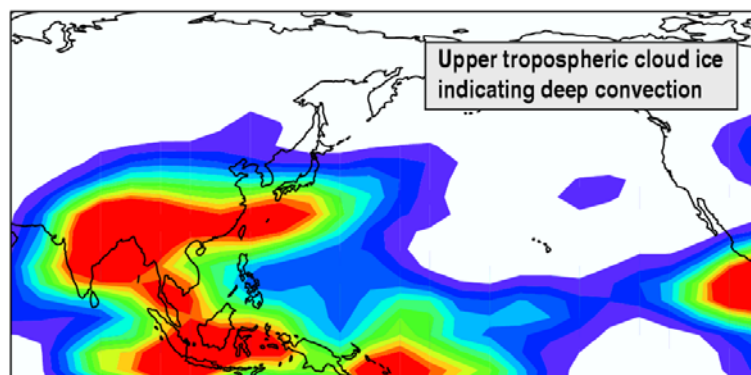 Upper tropospheric cloud ice
indicating deep convection